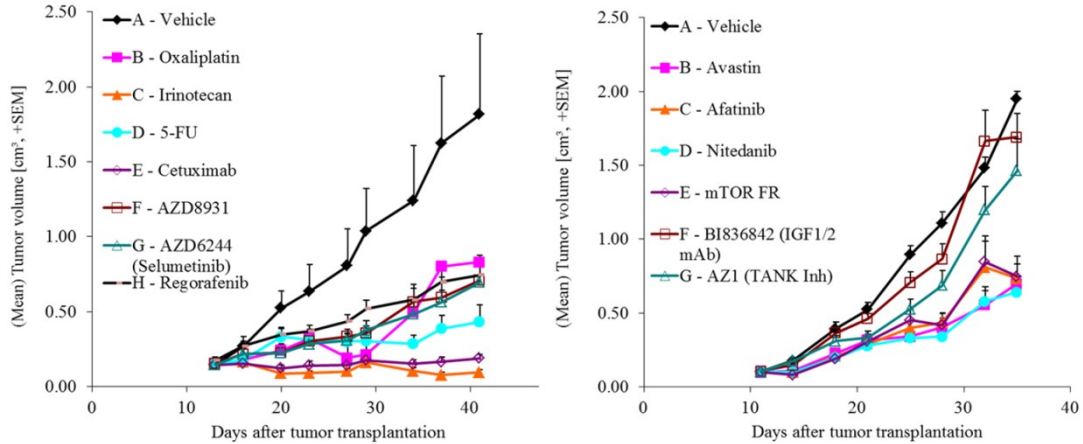 2.50
2.00
1.50
1.00
0.50
0.00
(Mean) Tumor volume [cm³, +SEM]
A - Vehicle
B - Oxaliplatin
C - Irinotecan
D - 5-FU
E - Cetuximab
F - AZD8931
G - AZD6244
(Selumetinib)
H - Regorafenib
0 10 20 30 40
Days after tumor transplantation
2.50
2.00
1.50
1.00
0.50
0.00
(Mean) Tumor volume [cm³, +SEM]
A - Vehicle
B - Avastin
C - Afatinib
D - Nitedanib
E - mTOR FR
F - BI836842 (IGF1/2
mAb)
G - AZ1 (TANK Inh)
0 10 20 30 40
Days after tumor transplantation